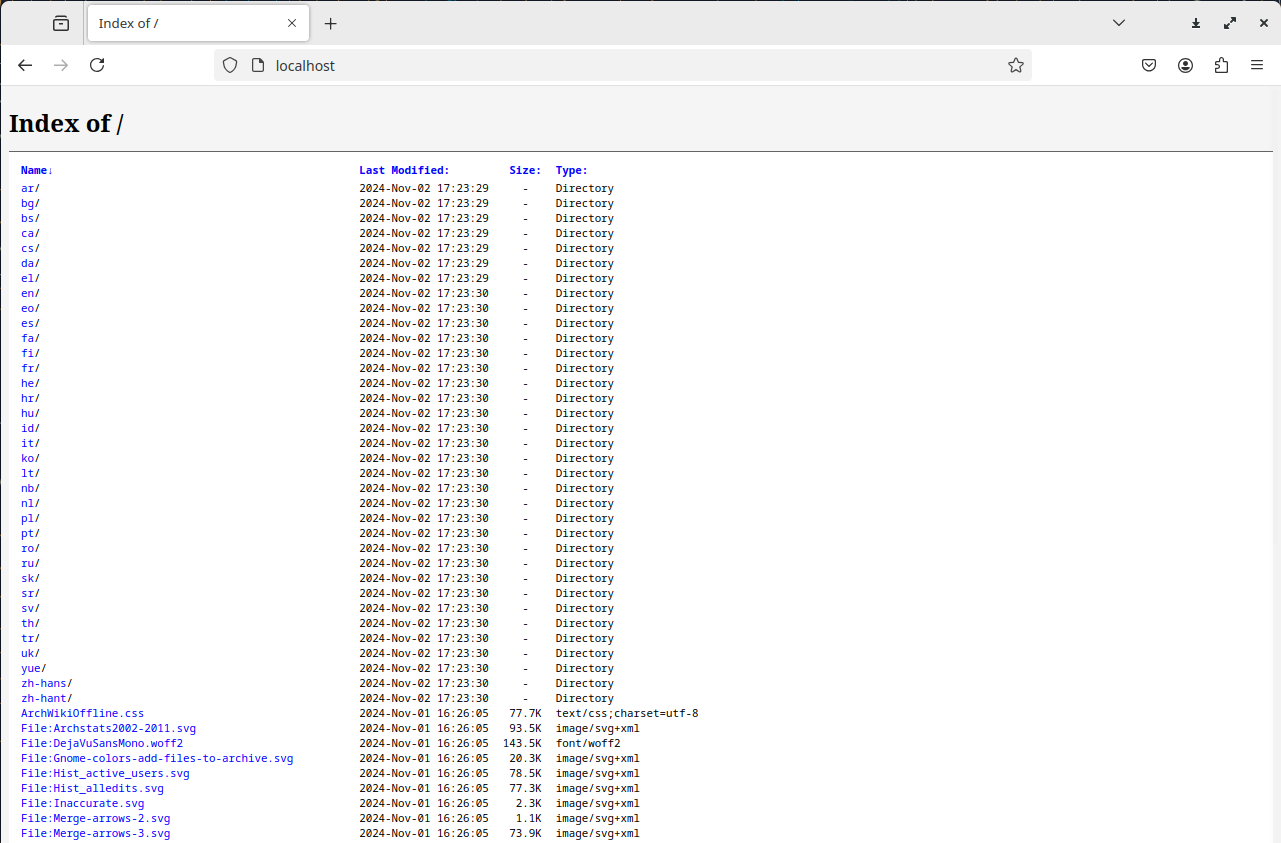 Index of /
localhost
Index of /
Name↓ Last Modified: Size: Type:
ar/ 2024-Nov-02 17:23:29 - Directory
bg/ 2024-Nov-02 17:23:29 - Directory
bs/ 2024-Nov-02 17:23:29 - Directory
ca/ 2024-Nov-02 17:23:29 - Directory
cs/ 2024-Nov-02 17:23:29 - Directory
da/ 2024-Nov-02 17:23:29 - Directory
el/ 2024-Nov-02 17:23:29 - Directory
en/ 2024-Nov-02 17:23:30 - Directory
eo/ 2024-Nov-02 17:23:30 - Directory
es/ 2024-Nov-02 17:23:30 - Directory
fa/ 2024-Nov-02 17:23:30 - Directory
fi/ 2024-Nov-02 17:23:30 - Directory
fr/ 2024-Nov-02 17:23:30 - Directory
he/ 2024-Nov-02 17:23:30 - Directory
hr/ 2024-Nov-02 17:23:30 - Directory
hu/ 2024-Nov-02 17:23:30 - Directory
id/ 2024-Nov-02 17:23:30 - Directory
it/ 2024-Nov-02 17:23:30 - Directory
ko/ 2024-Nov-02 17:23:30 - Directory
lt/ 2024-Nov-02 17:23:30 - Directory
nb/ 2024-Nov-02 17:23:30 - Directory
nl/ 2024-Nov-02 17:23:30 - Directory
pl/ 2024-Nov-02 17:23:30 - Directory
pt/ 2024-Nov-02 17:23:30 - Directory
ro/ 2024-Nov-02 17:23:30 - Directory
ru/ 2024-Nov-02 17:23:30 - Directory
sk/ 2024-Nov-02 17:23:30 - Directory
sr/ 2024-Nov-02 17:23:30 - Directory
sv/ 2024-Nov-02 17:23:30 - Directory
th/ 2024-Nov-02 17:23:30 - Directory
tr/ 2024-Nov-02 17:23:30 - Directory
uk/ 2024-Nov-02 17:23:30 - Directory
yue/ 2024-Nov-02 17:23:30 - Directory
zh-hans/ 2024-Nov-02 17:23:30 - Directory
zh-hant/ 2024-Nov-02 17:23:30 - Directory
ArchWikiOffline.css 2024-Nov-01 16:26:05 77.7K text/css;charset=utf-8
File:Archstats2002-2011.svg 2024-Nov-01 16:26:05 93.5K image/svg+xml
File:DejaVuSansMono.woff2 2024-Nov-01 16:26:05 143.5K font/woff2
File:Gnome-colors-add-files-to-archive.svg 2024-Nov-01 16:26:05 20.3K image/svg+xml
File:Hist_active_users.svg 2024-Nov-01 16:26:05 78.5K image/svg+xml
File:Hist_alledits.svg 2024-Nov-01 16:26:05 77.3K image/svg+xml
File:Inaccurate.svg 2024-Nov-01 16:26:05 2.3K image/svg+xml
File:Merge-arrows-2.svg 2024-Nov-01 16:26:05 1.1K image/svg+xml
File:Merge-arrows-3.svg 2024-Nov-01 16:26:05 73.9K image/svg+xml